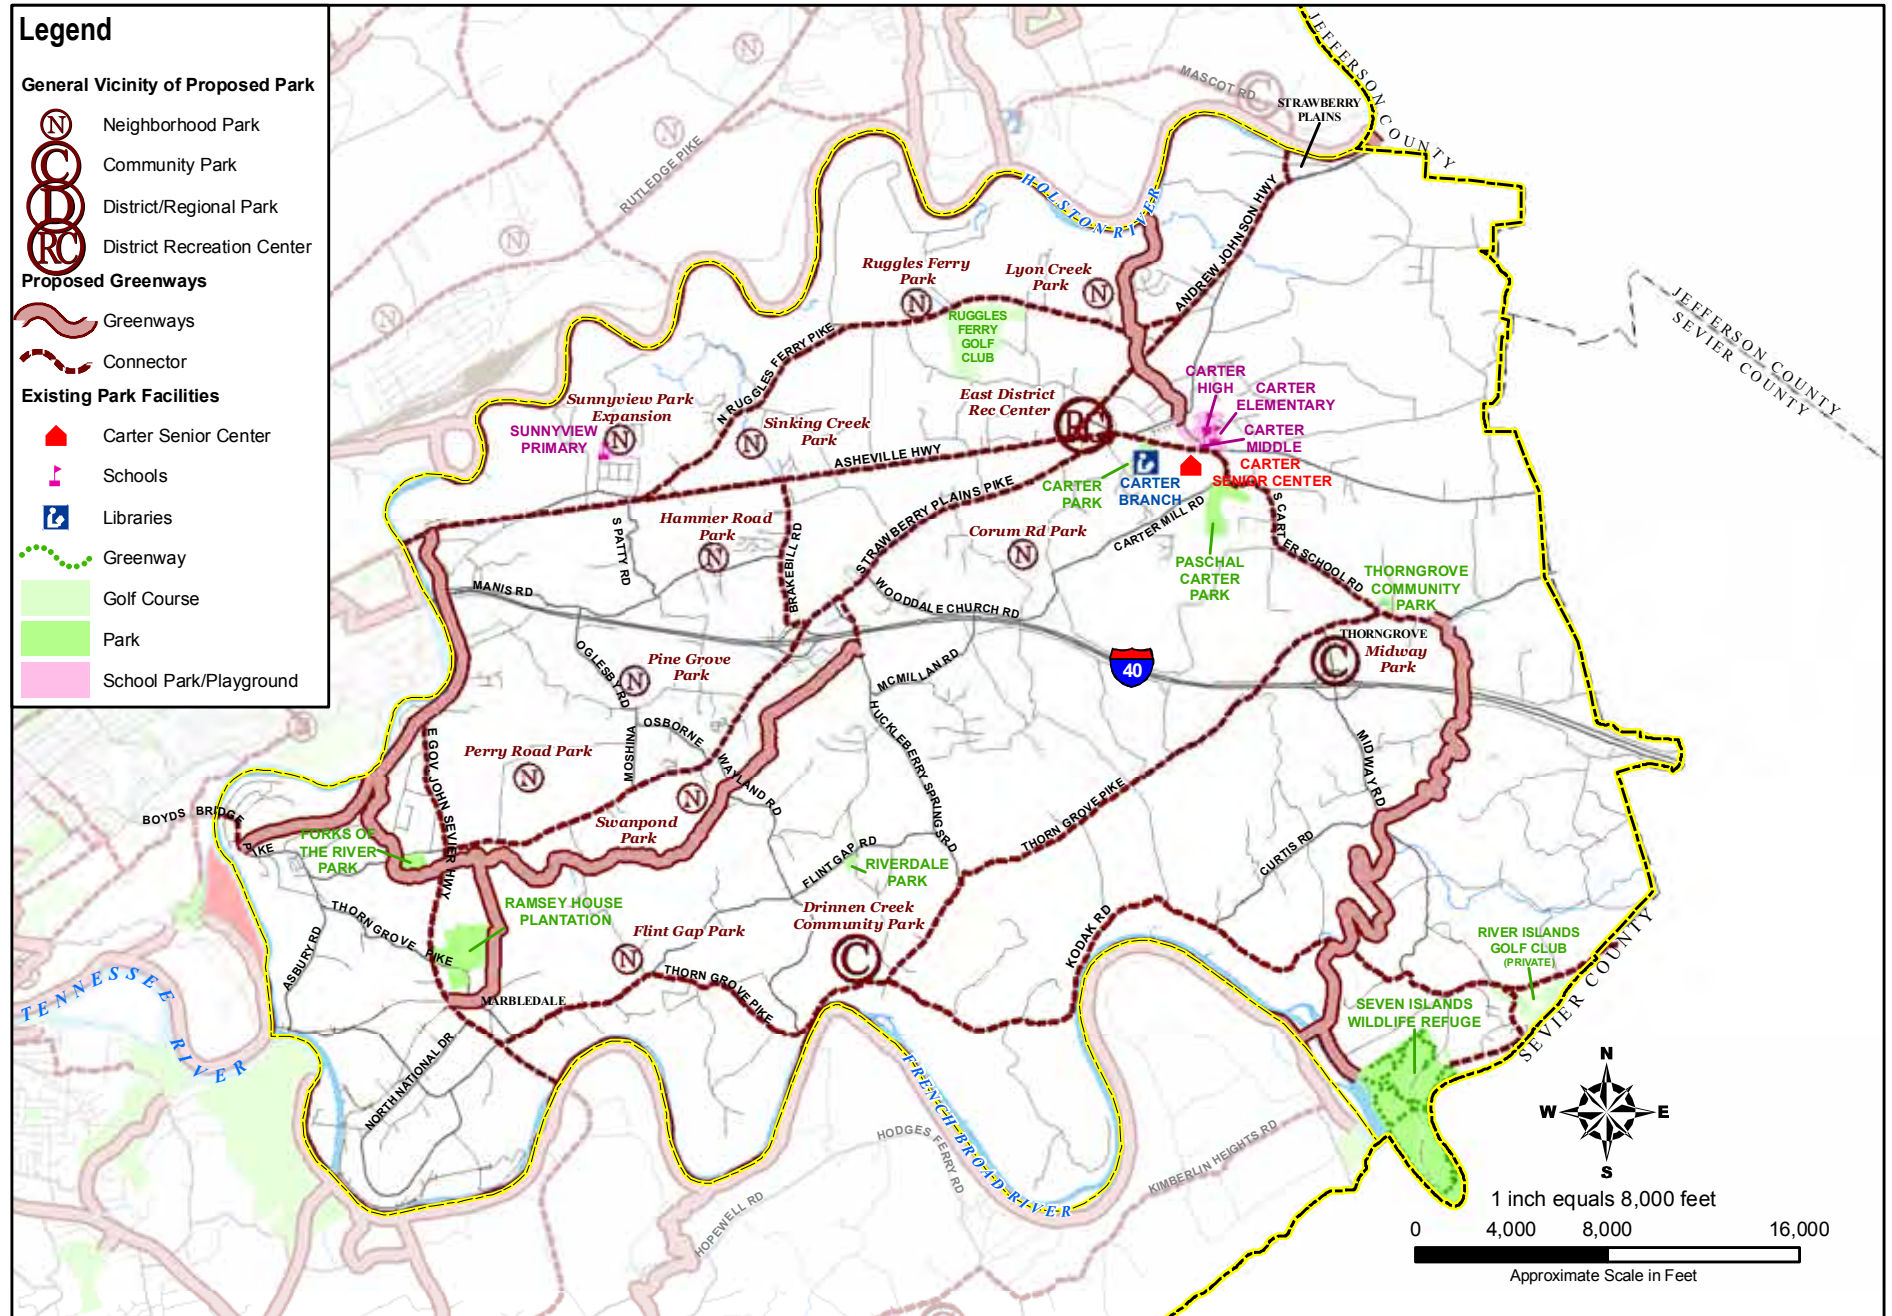 Legend
General Vicinity of Proposed Park
N
Neighborhood Park
C
Community Park
D
District/Regional Park
RC
District Recreation Center
Proposed Greenways
Greenways
Connector
Existing Park Facilities
Carter Senior Center
Schools
Libraries
Greenway
Golf Course
Park
School Park/Playground
JEFFERSON COUNTY
MASCOT RD
C
STRAWBERRY
PLAINS
N
N
RUTLEDGE PIKE
N
N
HOLSTON RIVER
ANDREW JOHNSON HWY
JEFFERSON COUNTY
SEVIER COUNTY
Ruggles Ferry
Park
N
Lyon Creek
Park
N
RUGGLES
FERRY
GOLF
CLUB
N RUGGLES FERRY PIKE
Sunnyview Park
Expansion
N
SUNNYVIEW
PRIMARY
Sinking Creek
Park
N
East District
Rec Center
RC
CARTER
HIGH
CARTER
ELEMENTARY
CARTER
MIDDLE
CARTER
SENIOR CENTER
ASHEVILLE HWY
STRAWBERRY PLAINS PIKE
CARTER
PARK
CARTER
BRANCH
CARTER MILL RD
S CARTER SCHOOL RD
PASCHAL
CARTER
PARK
S PATTY RD
Hammer Road
Park
N
BRAKEBILL RD
Corum Rd Park
N
THORNGROVE
COMMUNITY
PARK
MANIS RD
WOODDALE CHURCH RD
THORNGROVE
Midway
Park
C
40
OGLESBY RD
Pine Grove
Park
N
MCMILLAN RD
HUCKLEBERRY SPRINGS RD
MOSHINA
OSBORNE
WAYLAND RD
MIDWAY RD
Perry Road Park
N
E GOV JOHN SEVIER HWY
N
Swanpond
Park
N
BOYDS BRIDGE
PIKE
FORKS OF
THE RIVER
PARK
THORN GROVE PIKE
CURTIS RD
FLINT GAP RD
RIVERDALE
PARK
RAMSEY HOUSE
PLANTATION
THORN GROVE PIKE
ASBURY RD
Flint Gap Park
N
Drinnen Creek
Community Park
C
KODAK RD
RIVER ISLANDS
GOLF CLUB
(PRIVATE)
SEVIER COUNTY
TENNESSEE RIVER
THORN GROVE PIKE
MARBLEDALE
SEVEN ISLANDS
WILDLIFE REFUGE
NORTH NATIONAL DR
FRENCH BROAD RIVER
HODGES FERRY RD
KIMBERLIN HEIGHTS RD
HOPEWELL RD
N
W
E
S
1 inch equals 8,000 feet
0
4,000
8,000
16,000
Approximate Scale in Feet